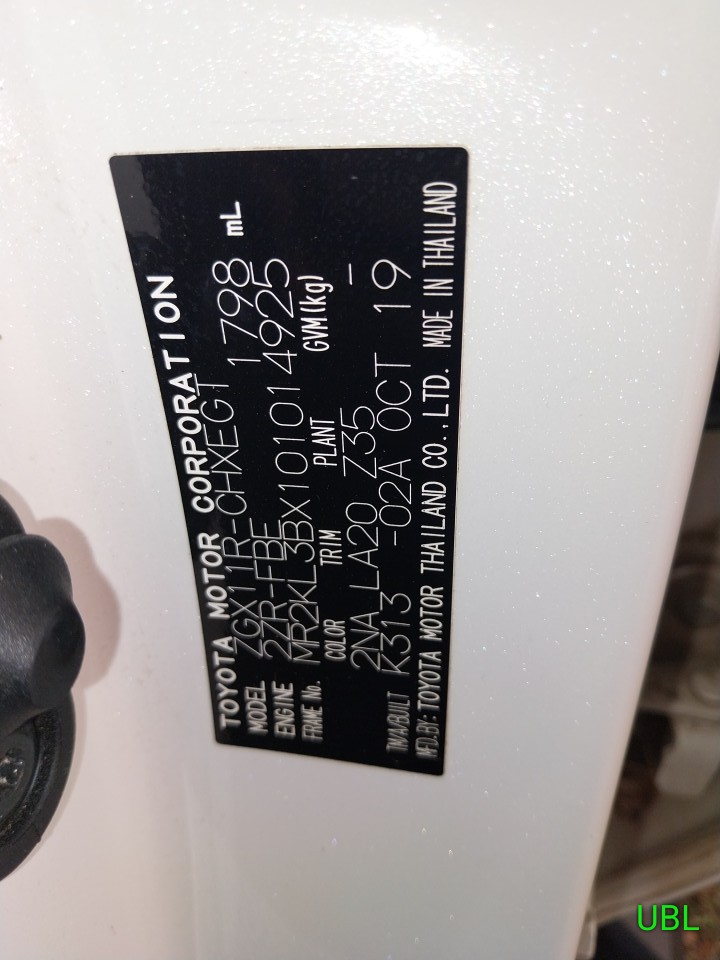 TOYOTA MOTOR CORPORATION
MODEL ZGX11R-CHXEGT 1798 mL
ENGINE 2ZR-FBE
FRAME No. MR2KL3BX101014925
COLOR TRIM PLANT GVM(kg)
2NA LA20 Z35 –
TM/A/BUILT K313 -02A OCT 19
MFD.BY: TOYOTA MOTOR THAILAND CO.,LTD. MADE IN THAILAND
UBL